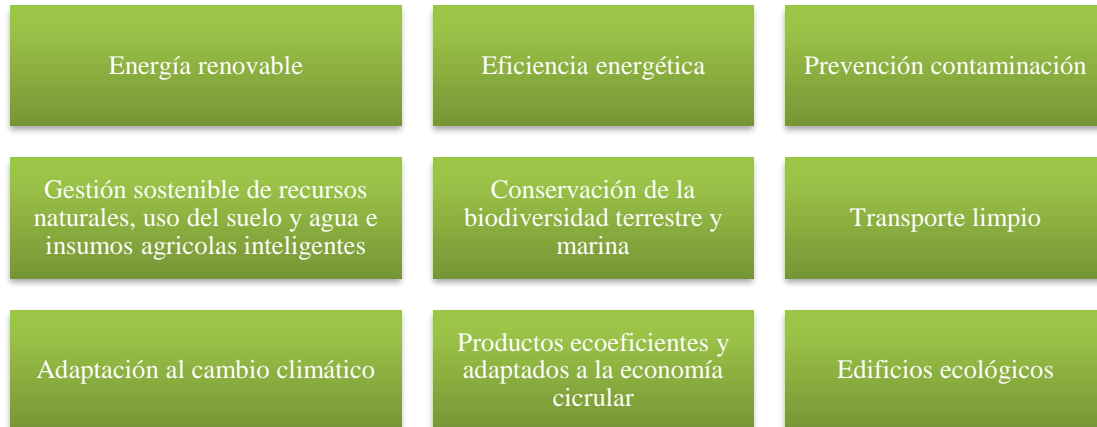 Energía renovable
Eficiencia energética
Prevención contaminación
Gestión sostenible de recursos
naturales, uso del suelo y agua e
insumos agricolas inteligentes
Conservación de la
biodiversidad terrestre y
marina
Transporte limpio
Adaptación al cambio climático
Productos ecoeficientes y
adaptados a la economía
cicrular
Edificios ecológicos